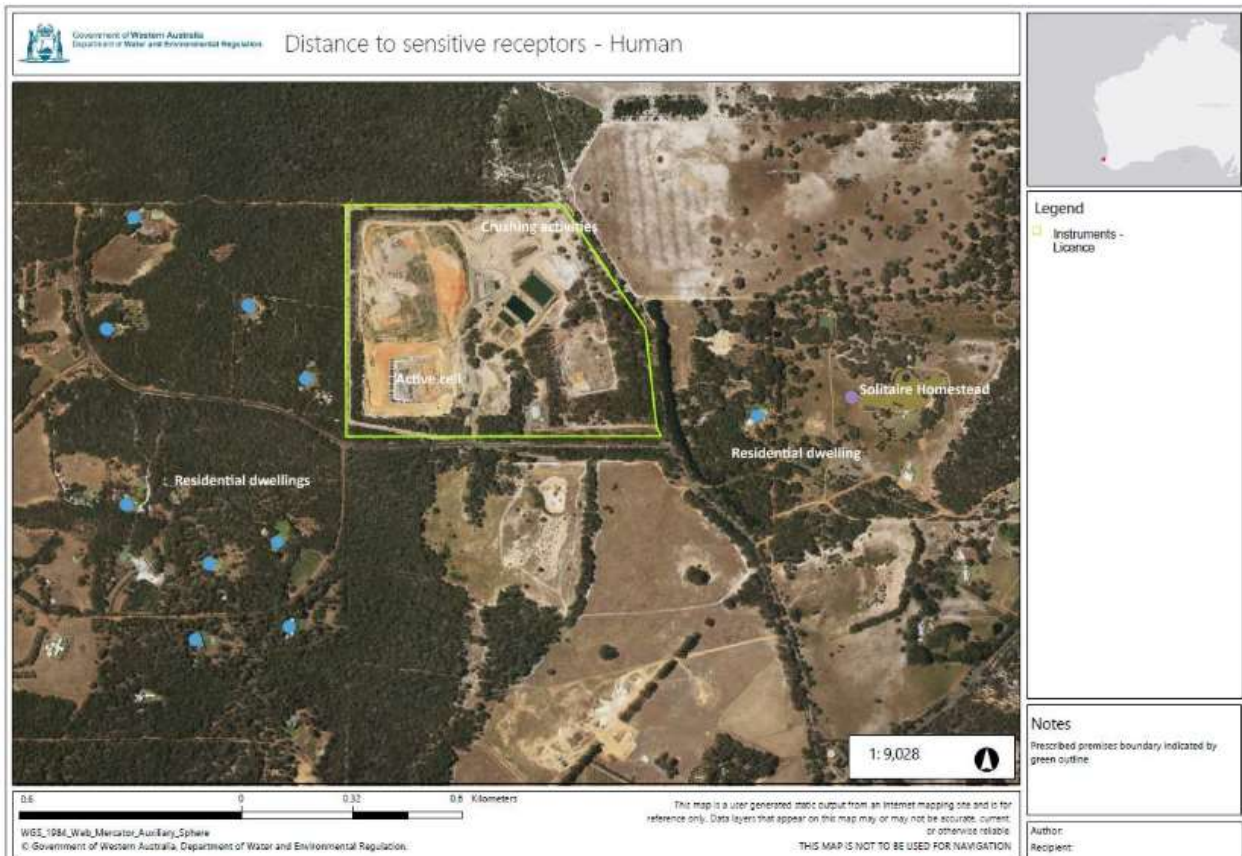 Government of Western Australia
Department of Water and Environmental Regulation
Distance to sensitive receptors - Human
Crushing activities
Active cell
Solitaire Homestead
Residential dwelling
Residential dwellings
1: 9,028
Legend
Instruments -
Licence
Notes
Prescribed premises boundary indicated by
green outline
0.6 0 0.32 0.6 Kilometers
WGS_1984_Web_Mercator_Auxiliary_Sphere
© Government of Western Australia, Department of Water and Environmental Regulation.
This map is a user generated static output from an Internet mapping site and is for
reference only. Data layers that appear on this map may or may not be accurate, current,
or otherwise reliable.
THIS MAP IS NOT TO BE USED FOR NAVIGATION
Author:
Recipient: